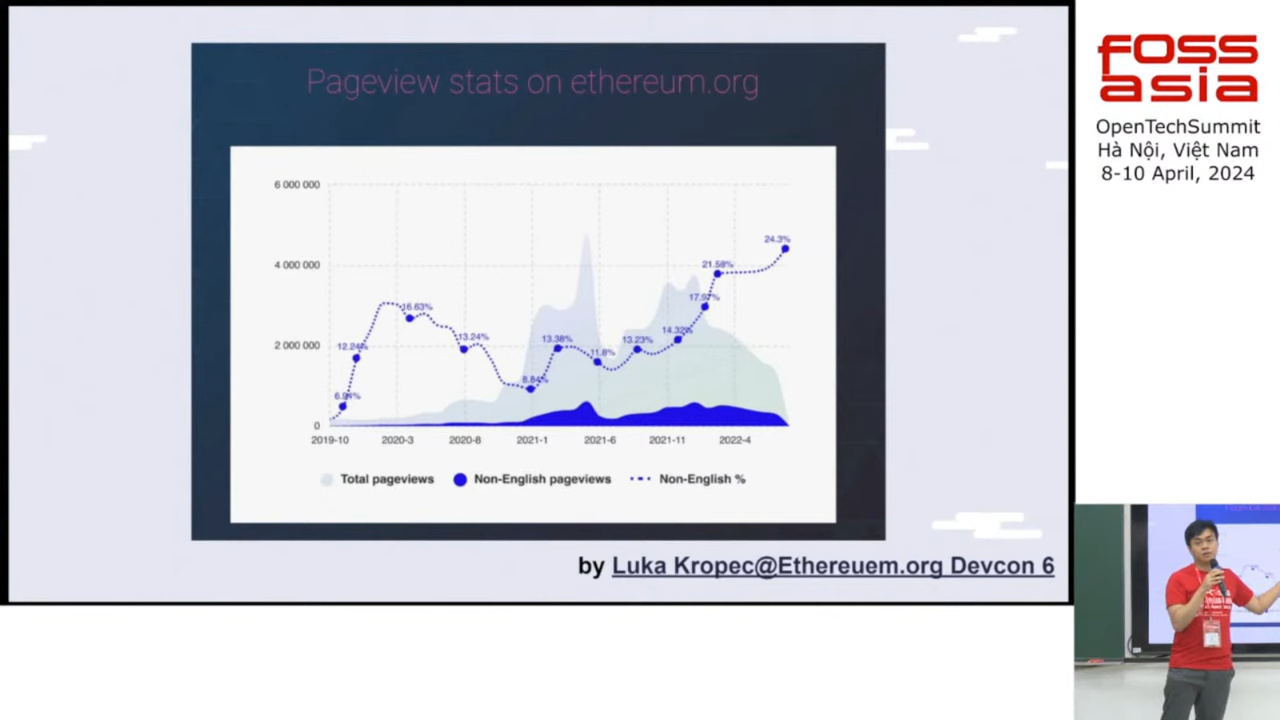 Pageview stats on ethereum.org
6 000 000
4 000 000
2 000 000
0
6.94%
12.24%
16.63%
13.24%
8.84%
13.38%
11.8%
13.23%
14.32%
17.97%
21.58%
24.3%
2019-10
2020-3
2020-8
2021-1
2021-6
2021-11
2022-4
Total pageviews
Non-English pageviews
Non-English %
by Luka Kropec@Ethereuem.org Devcon 6
FOSS
asia
OpenTechSummit
Hà Nội, Việt Nam
8-10 April, 2024